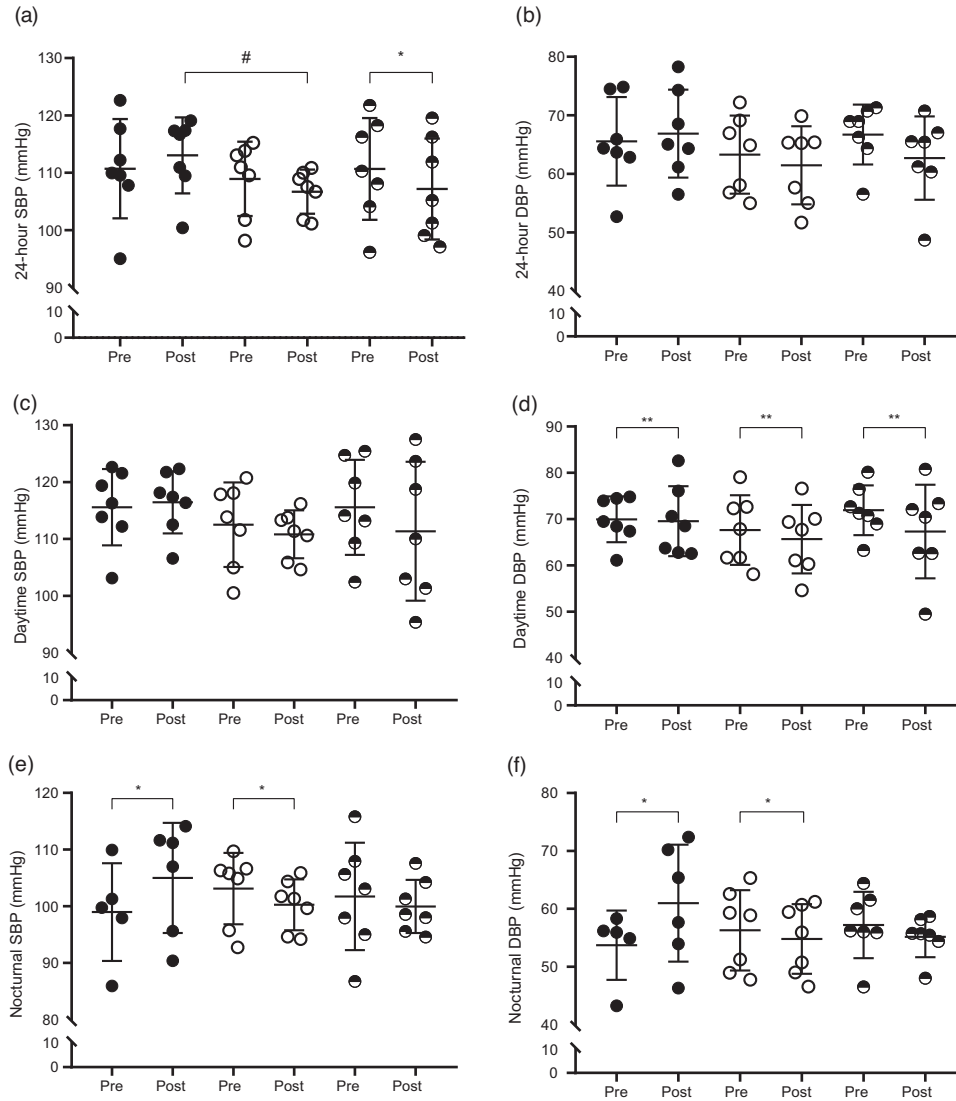 (a)
24-hour SBP (mmHg)
130
120
110
100
90
10
0
#
*
Pre Post Pre Post Pre Post
(b)
24-hour DBP (mmHg)
80
70
60
50
40
10
0
Pre Post Pre Post Pre Post
(c)
Daytime SBP (mmHg)
130
120
110
100
90
10
0
Pre Post Pre Post Pre Post
(d)
Daytime DBP (mmHg)
90
80
70
60
50
40
10
0
** ** **
Pre Post Pre Post Pre Post
(e)
Nocturnal SBP (mmHg)
120
110
100
90
80
10
0
* *
Pre Post Pre Post Pre Post
(f)
Nocturnal DBP (mmHg)
80
70
60
50
40
10
0
* *
Pre Post Pre Post Pre Post